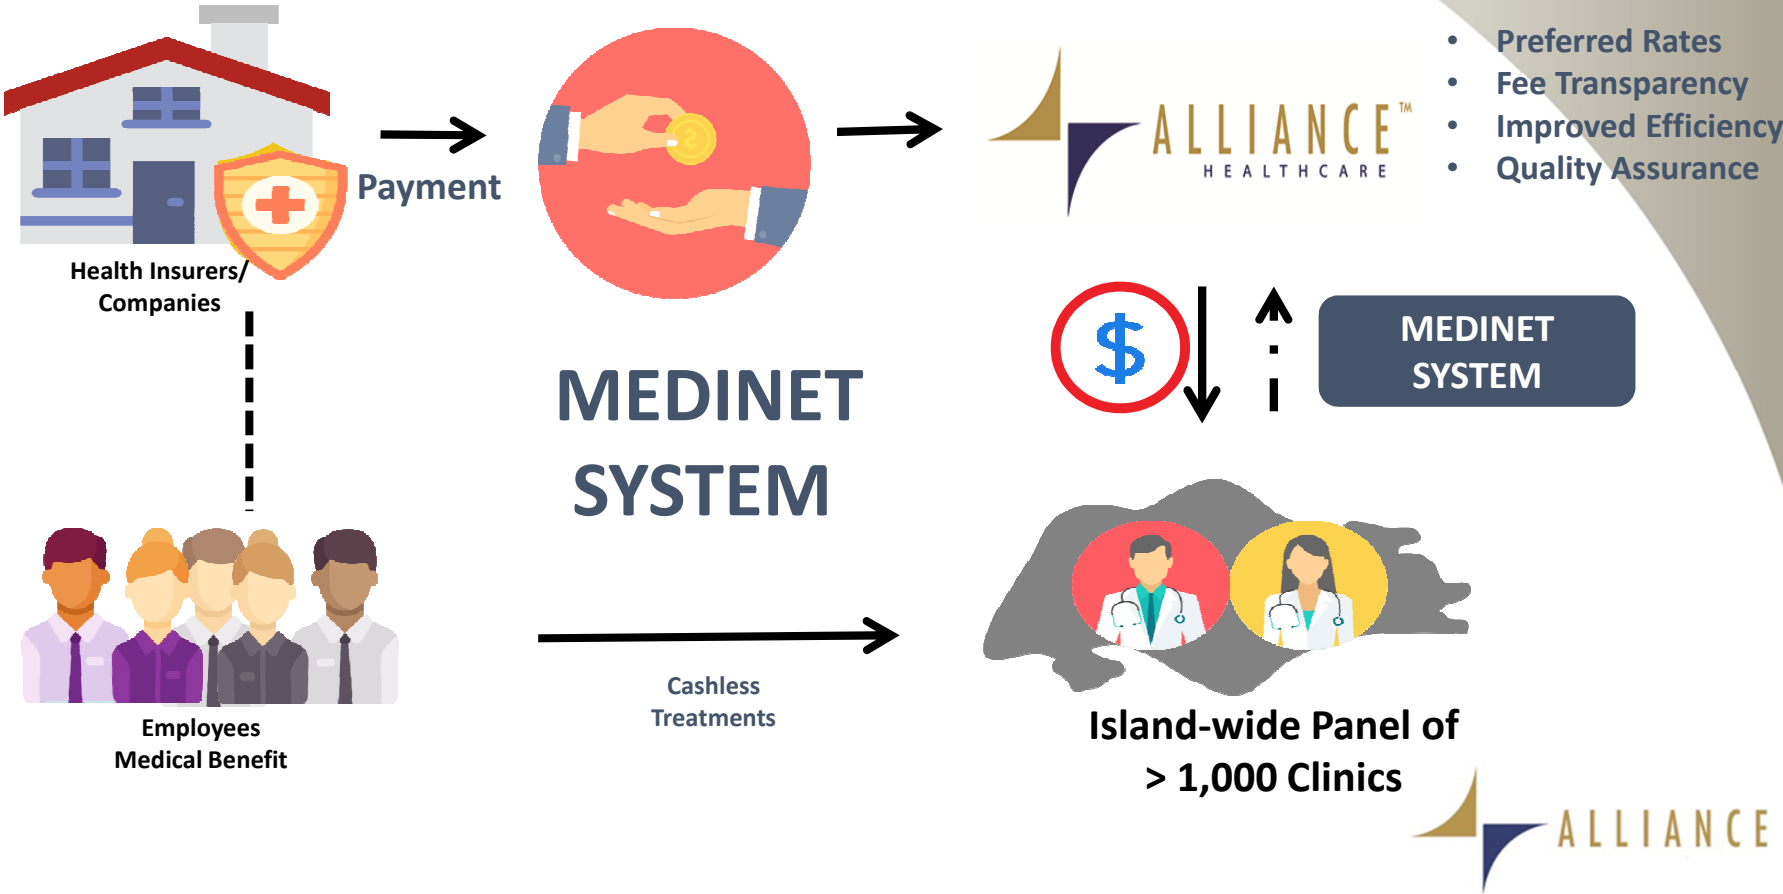 • Preferred Rates
• Fee Transparency
• Improved Efficiency
• Quality Assurance
ALLIANCE™
HEALTHCARE
Payment
Health Insurers/
Companies
MEDINET
SYSTEM
MEDINET
SYSTEM
$
Cashless
Treatments
Employees
Medical Benefit
Island-wide Panel of
> 1,000 Clinics
ALLIANCE